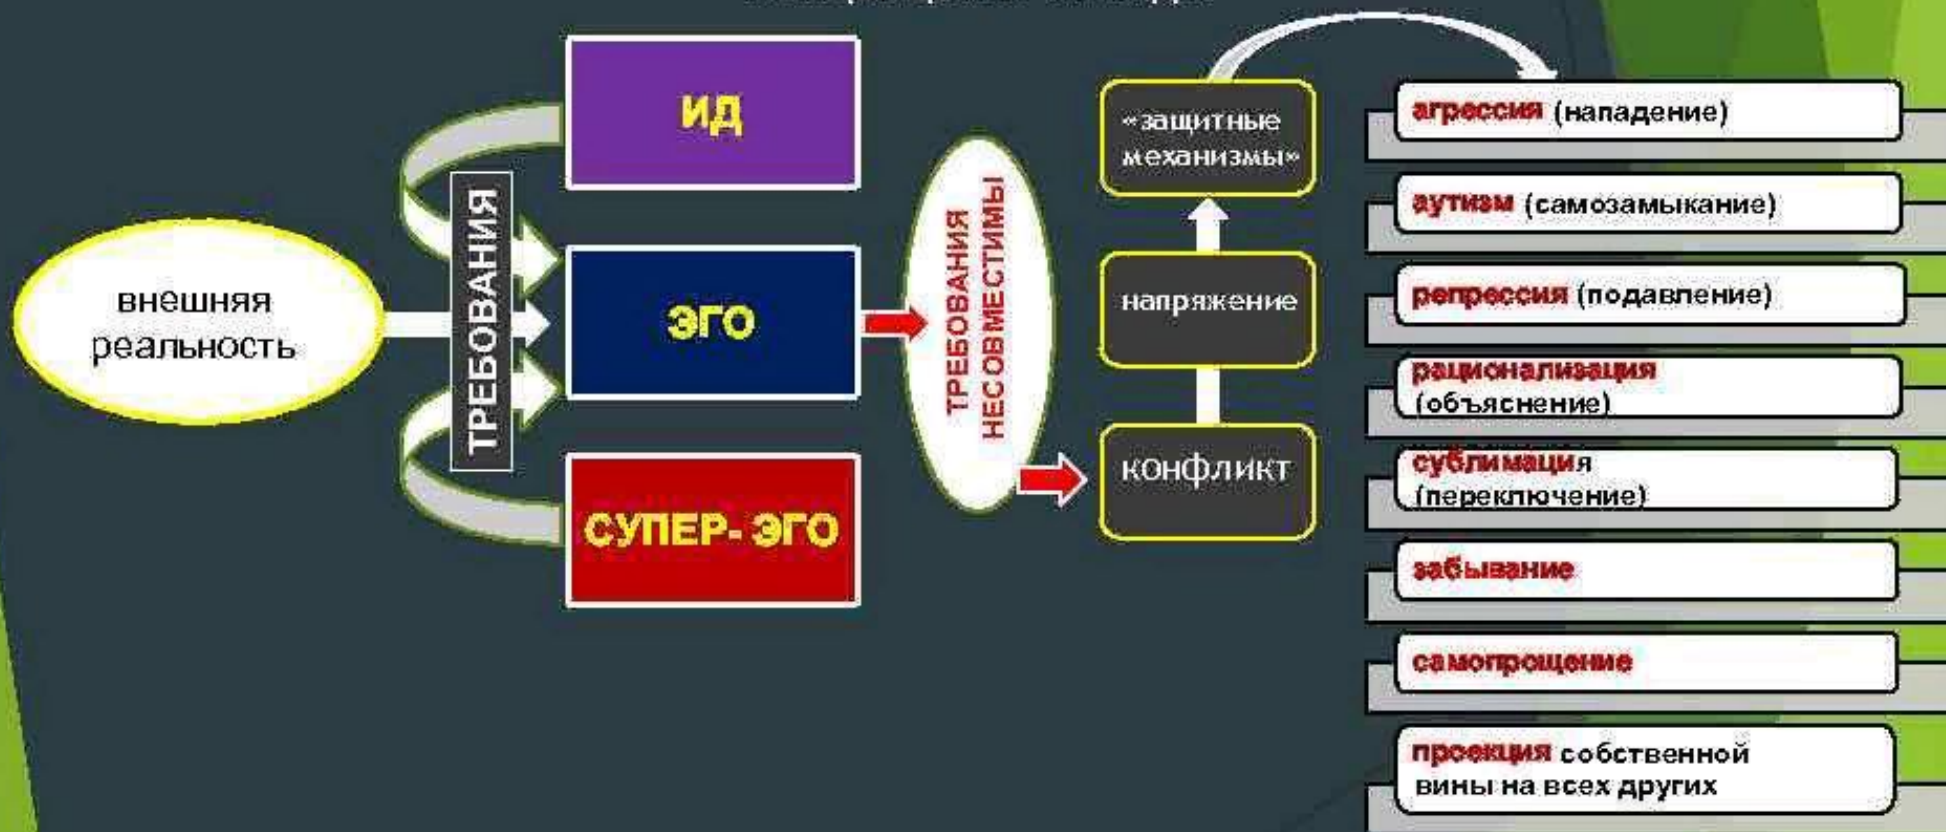 ИД
внешняя
реальность
ТРЕБОВАНИЯ
ЭГО
СУПЕР- ЭГО
ТРЕБОВАНИЯ
НЕСОВМЕСТИМЫ
«защитные
механизмы»
напряжение
конфликт
агрессия (нападение)
аутизм (самозамыкание)
репрессия (подавление)
рационализация
(объяснение)
сублимация
(переключение)
забывание
самопрощение
проекция собственной
вины на всех других